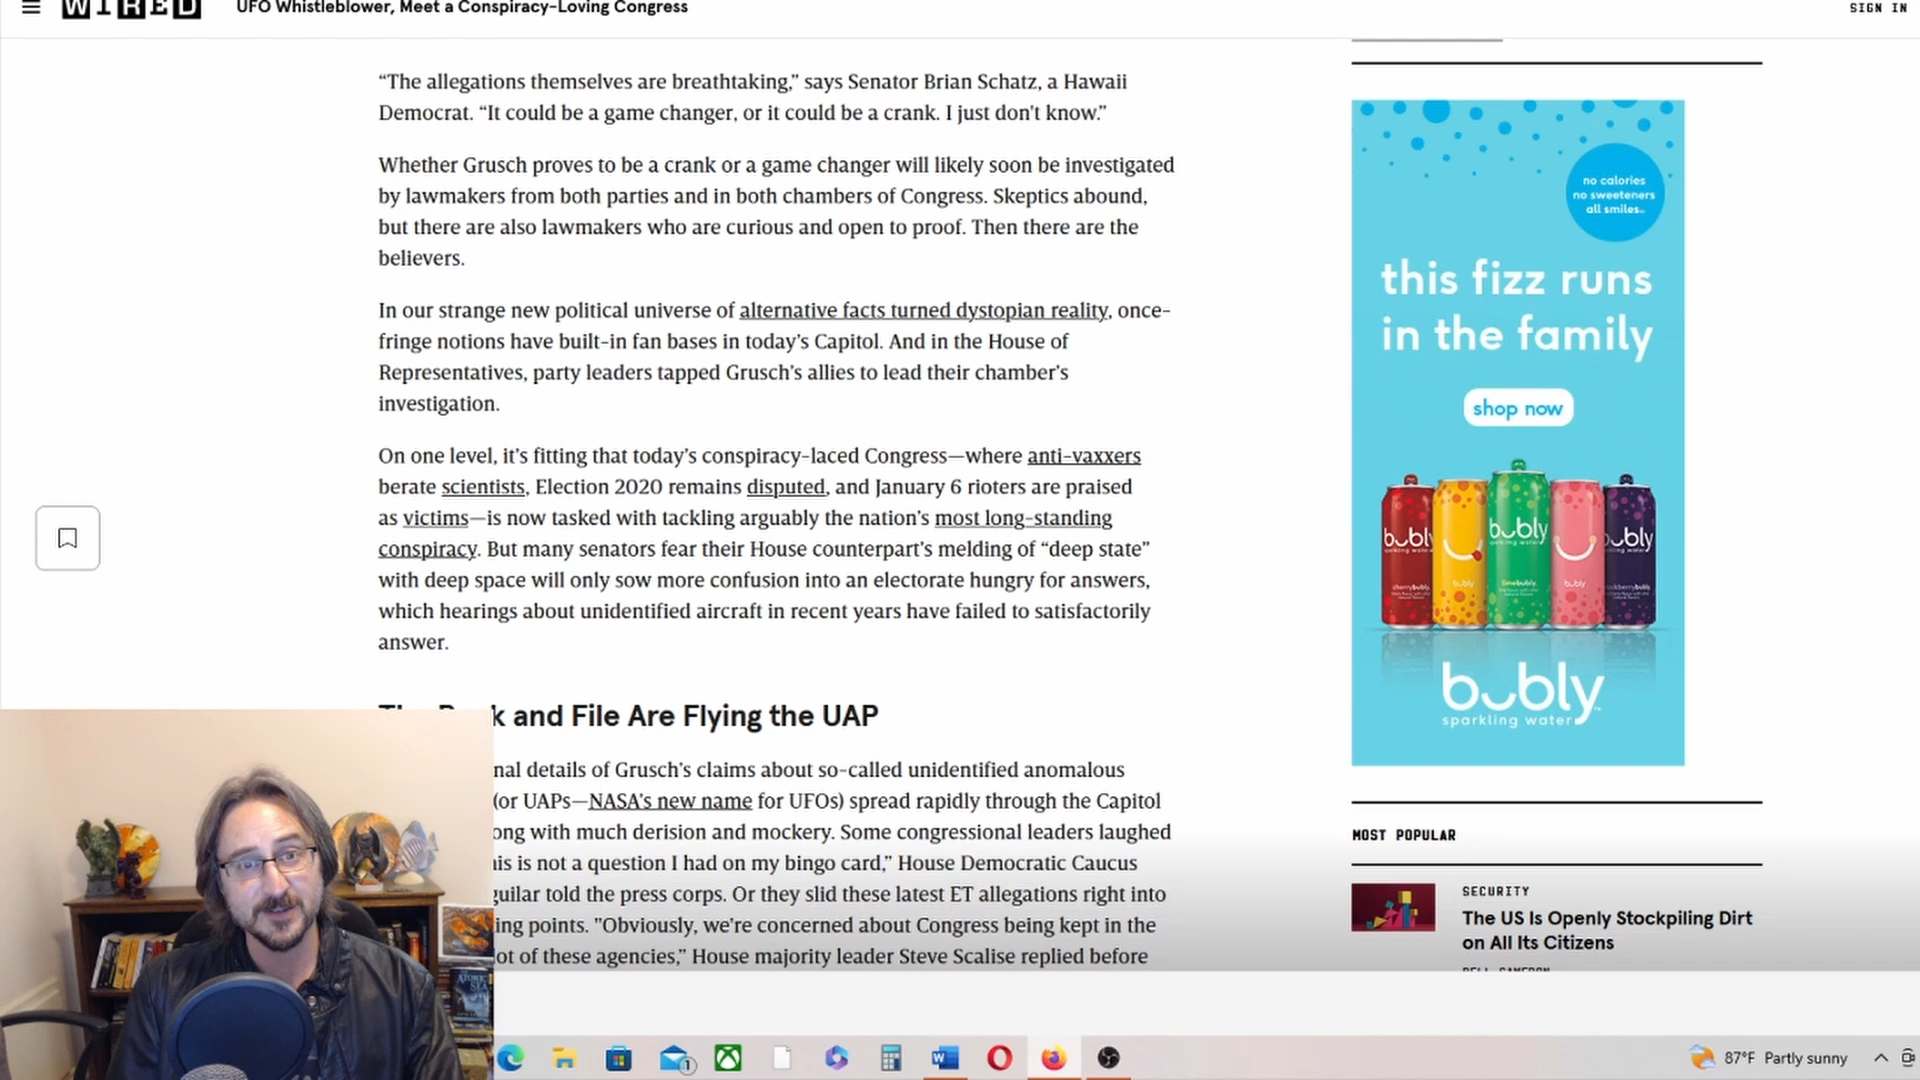 WIRED
UFO Whistleblower, Meet a Conspiracy-Loving Congress
SIGN IN
“The allegations themselves are breathtaking,” says Senator Brian Schatz, a Hawaii
Democrat. “It could be a game changer, or it could be a crank. I just don't know.”
Whether Grusch proves to be a crank or a game changer will likely soon be investigated
by lawmakers from both parties and in both chambers of Congress. Skeptics abound,
but there are also lawmakers who are curious and open to proof. Then there are the
believers.
In our strange new political universe of alternative facts turned dystopian reality, once-
fringe notions have built-in fan bases in today’s Capitol. And in the House of
Representatives, party leaders tapped Grusch’s allies to lead their chamber’s
investigation.
On one level, it’s fitting that today’s conspiracy-laced Congress—where anti-vaxxers
berate scientists, Election 2020 remains disputed, and January 6 rioters are praised
as victims—is now tasked with tackling arguably the nation’s most long-standing
conspiracy. But many senators fear their House counterpart’s melding of “deep state”
with deep space will only sow more confusion into an electorate hungry for answers,
which hearings about unidentified aircraft in recent years have failed to satisfactorily
answer.
k and File Are Flying the UAP
nal details of Grusch’s claims about so-called unidentified anomalous
(or UAPs—NASA’s new name for UFOs) spread rapidly through the Capitol
ong with much derision and mockery. Some congressional leaders laughed
is is not a question I had on my bingo card,” House Democratic Caucus
guilar told the press corps. Or they slid these latest ET allegations right into
ing points. "Obviously, we're concerned about Congress being kept in the
ot of these agencies,” House majority leader Steve Scalise replied before
no calories
no sweeteners
all smiles
this fizz runs
in the family
shop now
bubly
bubly
bubly
sparkling water
MOST POPULAR
SECURITY
The US Is Openly Stockpiling Dirt
on All Its Citizens
DELL CAMERON
1
87°F Partly sunny